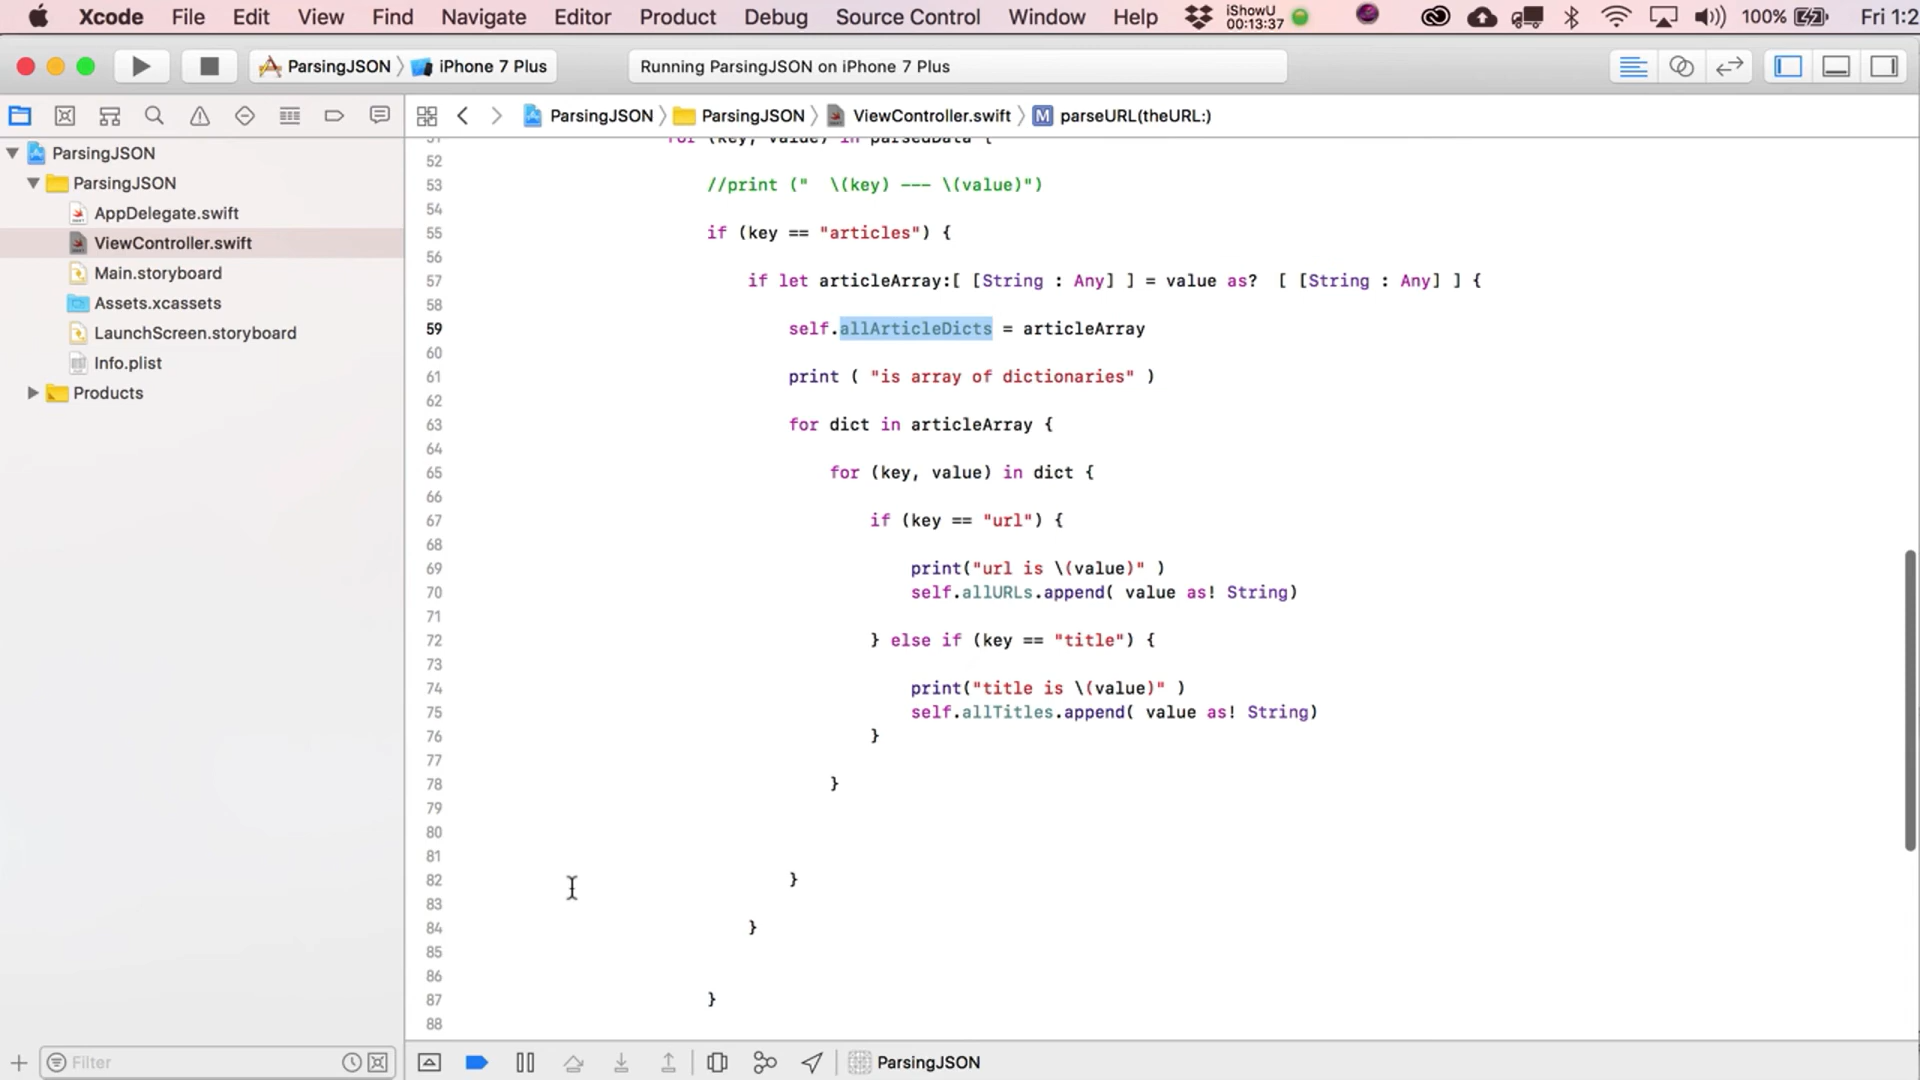 Xcode File Edit View Find Navigate Editor Product Debug Source Control Window Help iShowU 00:13:37 100% Fri 1:2
ParsingJSON iPhone 7 Plus Running ParsingJSON on iPhone 7 Plus
ParsingJSON ParsingJSON ViewController.swift M parseURL(theURL:)
ParsingJSON
ParsingJSON
AppDelegate.swift
ViewController.swift
Main.storyboard
Assets.xcassets
LaunchScreen.storyboard
Info.plist
Products
51 for (key, value) in parsedData {
52
53 //print ("  \(key) --- \(value)")
54
55 if (key == "articles") {
56
57 if let articleArray:[ [String : Any] ] = value as?  [ [String : Any] ] {
58
59 self.allArticleDicts = articleArray
60
61 print ( "is array of dictionaries" )
62
63 for dict in articleArray {
64
65 for (key, value) in dict {
66
67 if (key == "url") {
68
69 print("url is \(value)" )
70 self.allURLs.append( value as! String)
71
72 } else if (key == "title") {
73
74 print("title is \(value)" )
75 self.allTitles.append( value as! String)
76 }
77
78 }
79
80
81
82 }
83
84 }
85
86
87 }
88
Filter
ParsingJSON